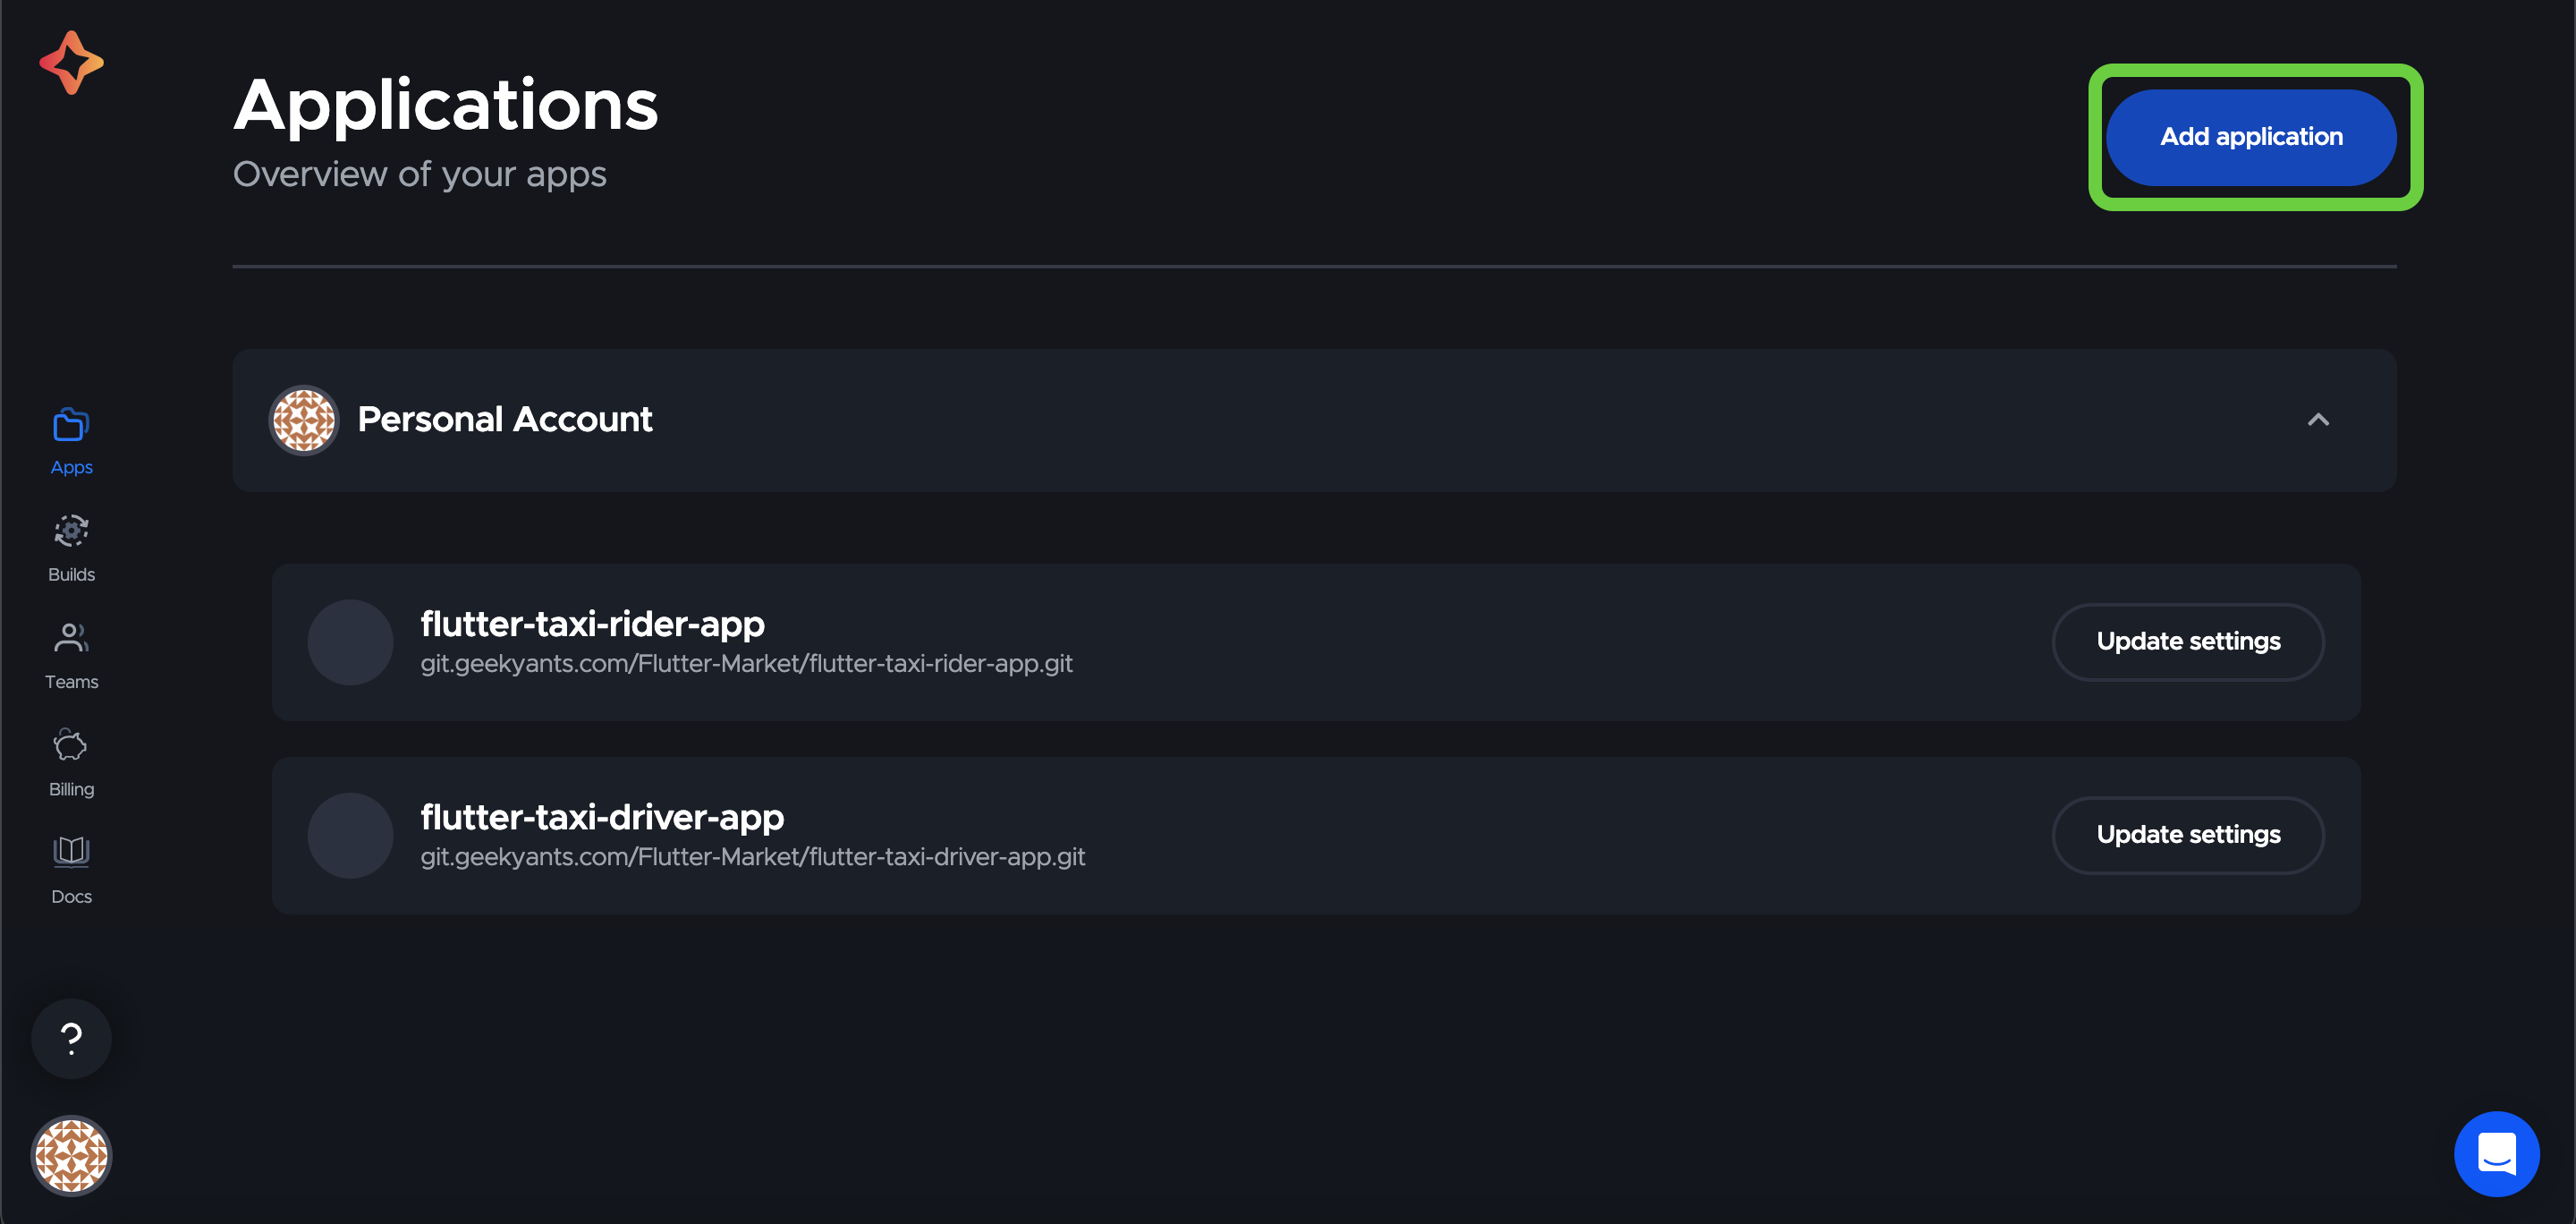 Applications
Overview of your apps
Add application
Personal Account
Apps
Builds
Teams
Billing
Docs
flutter-taxi-rider-app
git.geekyants.com/Flutter-Market/flutter-taxi-rider-app.git
Update settings
flutter-taxi-driver-app
git.geekyants.com/Flutter-Market/flutter-taxi-driver-app.git
Update settings
?